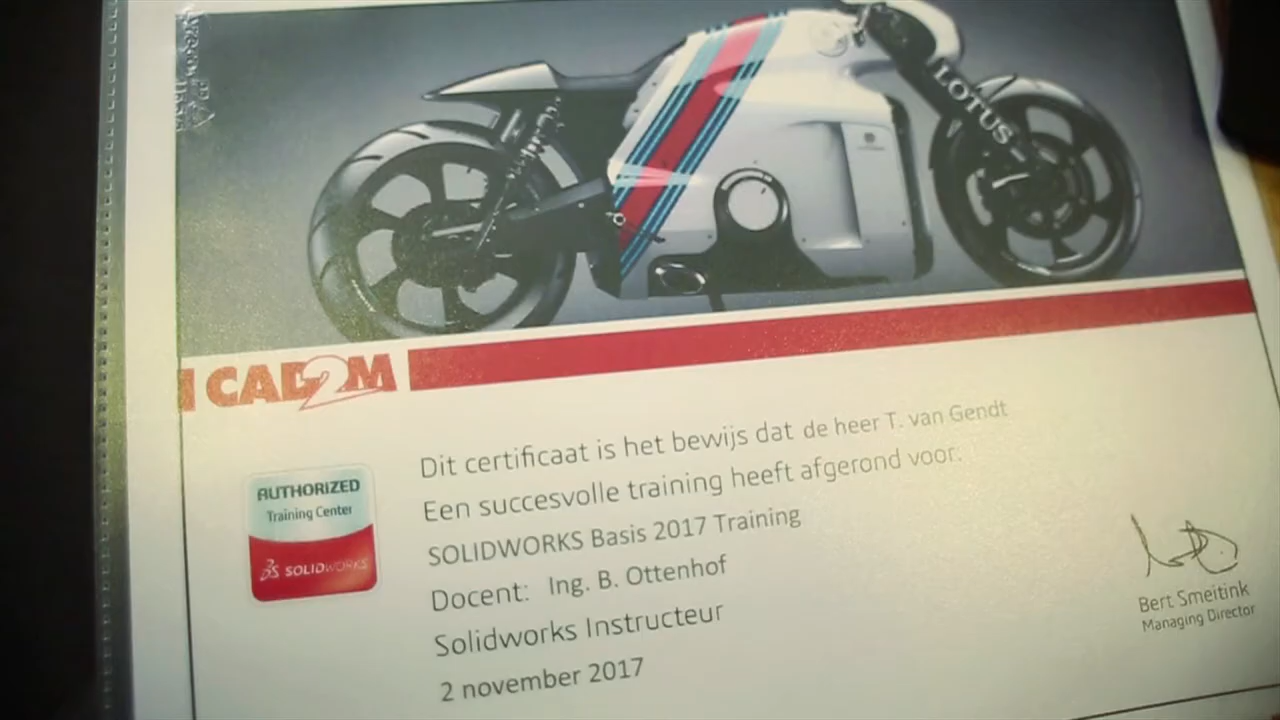 LOTUS
CAD2M
AUTHORIZED
Training Center
SOLIDWORKS
Dit certificaat is het bewijs dat de heer T. van Gendt
Een succesvolle training heeft afgerond voor:
SOLIDWORKS Basis 2017 Training
Docent: Ing. B. Ottenhof
Solidworks Instructeur
2 november 2017
Bert Smeitink
Managing Director